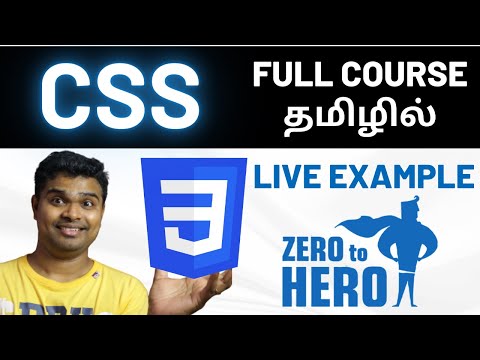 CSS
FULL COURSE
தமிழில்
LIVE EXAMPLE
ZERO to
HERO